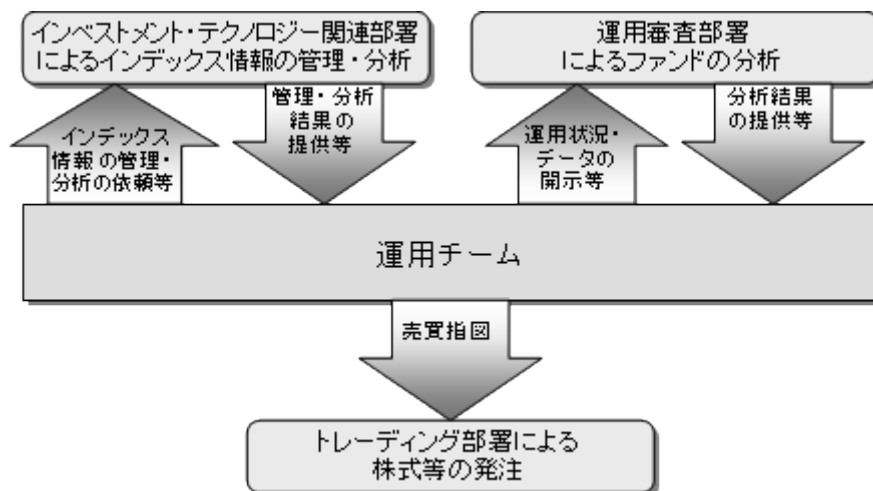 インベストメント・テクノロジー関連部署
によるインデックス情報の管理・分析
運用審査部署
によるファンドの分析
インデックス
情報の管理・
分析の依頼等
管理・分析
結果の
提供等
運用状況・
データの
開示等
分析結果
の提供等
運用チーム
売買指図
トレーディング部署による
株式等の発注